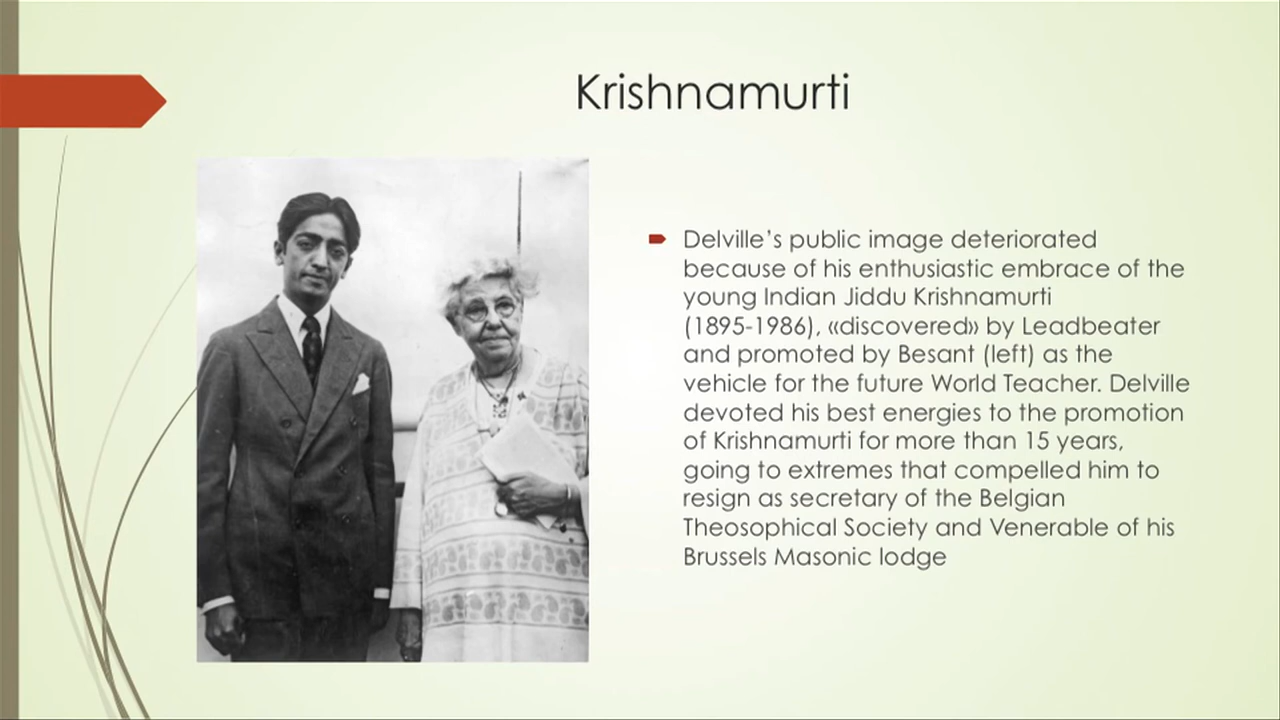 Krishnamurti
Delville’s public image deteriorated
because of his enthusiastic embrace of the
young Indian Jiddu Krishnamurti
(1895-1986), «discovered» by Leadbeater
and promoted by Besant (left) as the
vehicle for the future World Teacher. Delville
devoted his best energies to the promotion
of Krishnamurti for more than 15 years,
going to extremes that compelled him to
resign as secretary of the Belgian
Theosophical Society and Venerable of his
Brussels Masonic lodge